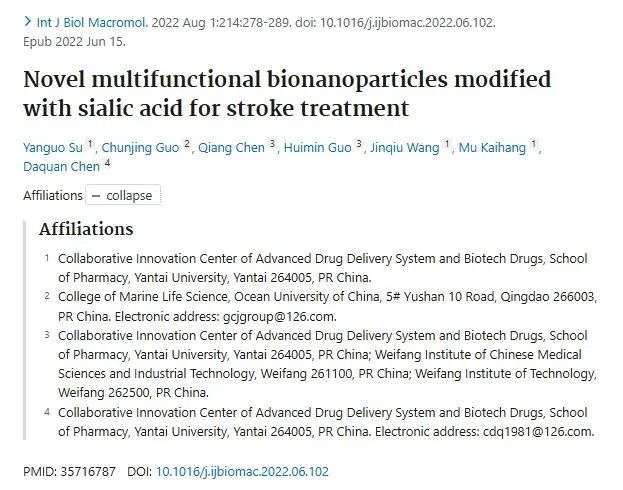 > Int J Biol Macromol. 2022 Aug 1:214:278-289. doi: 10.1016/j.ijbiomac.2022.06.102.
Epub 2022 Jun 15.
Novel multifunctional bionanoparticles modified
with sialic acid for stroke treatment
Yanguo Su 1, Chunjing Guo 2, Qiang Chen 3, Huimin Guo 3, Jinqiu Wang 1, Mu Kaihang 1,
Daquan Chen 4
Affiliations − collapse
Affiliations
1 Collaborative Innovation Center of Advanced Drug Delivery System and Biotech Drugs, School
of Pharmacy, Yantai University, Yantai 264005, PR China.
2 College of Marine Life Science, Ocean University of China, 5# Yushan 10 Road, Qingdao 266003,
PR China. Electronic address: gcjgroup@126.com.
3 Collaborative Innovation Center of Advanced Drug Delivery System and Biotech Drugs, School
of Pharmacy, Yantai University, Yantai 264005, PR China; Weifang Institute of Chinese Medical
Sciences and Industrial Technology, Weifang 261100, PR China; Weifang Institute of Technology,
Weifang 262500, PR China.
4 Collaborative Innovation Center of Advanced Drug Delivery System and Biotech Drugs, School
of Pharmacy, Yantai University, Yantai 264005, PR China. Electronic address: cdq1981@126.com.
PMID: 35716787 DOI: 10.1016/j.ijbiomac.2022.06.102